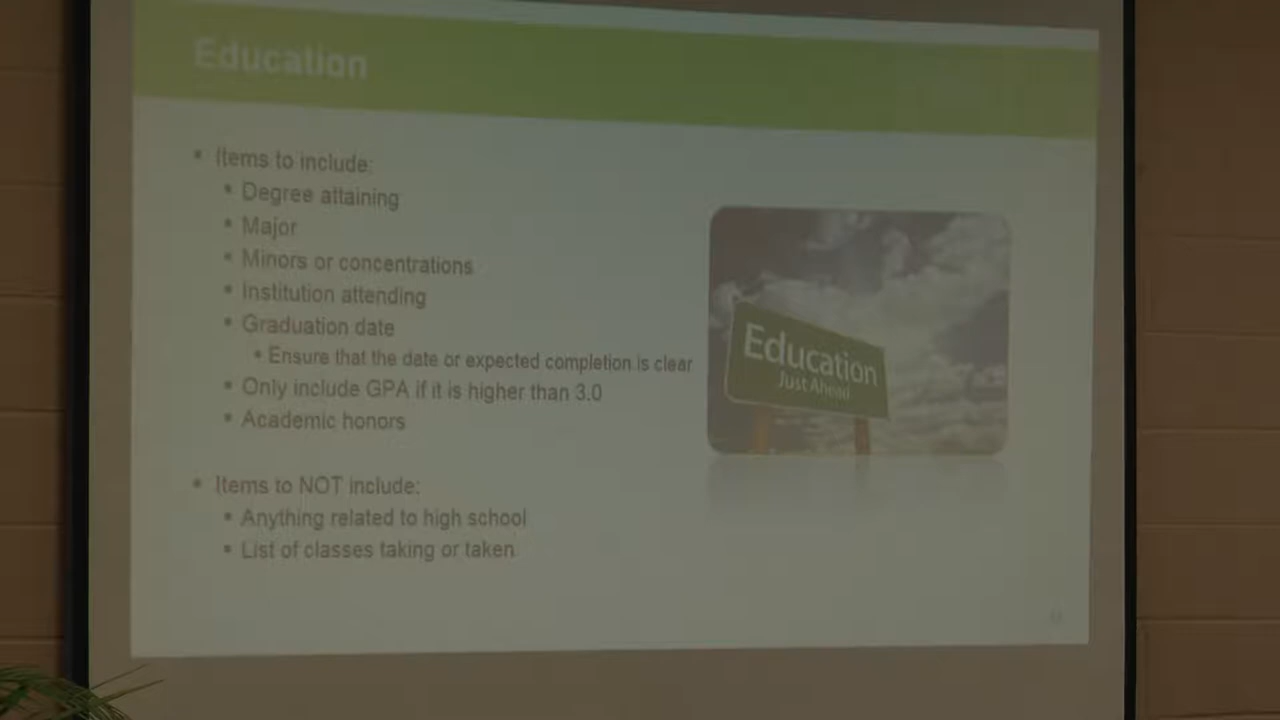 Education
• Items to include:
• Degree attaining
• Major
• Minors or concentrations
• Institution attending
• Graduation date
• Ensure that the date or expected completion is clear
• Only include GPA if it is higher than 3.0
• Academic honors
• Items to NOT include:
• Anything related to high school
• List of classes taking or taken
Education
Just Ahead